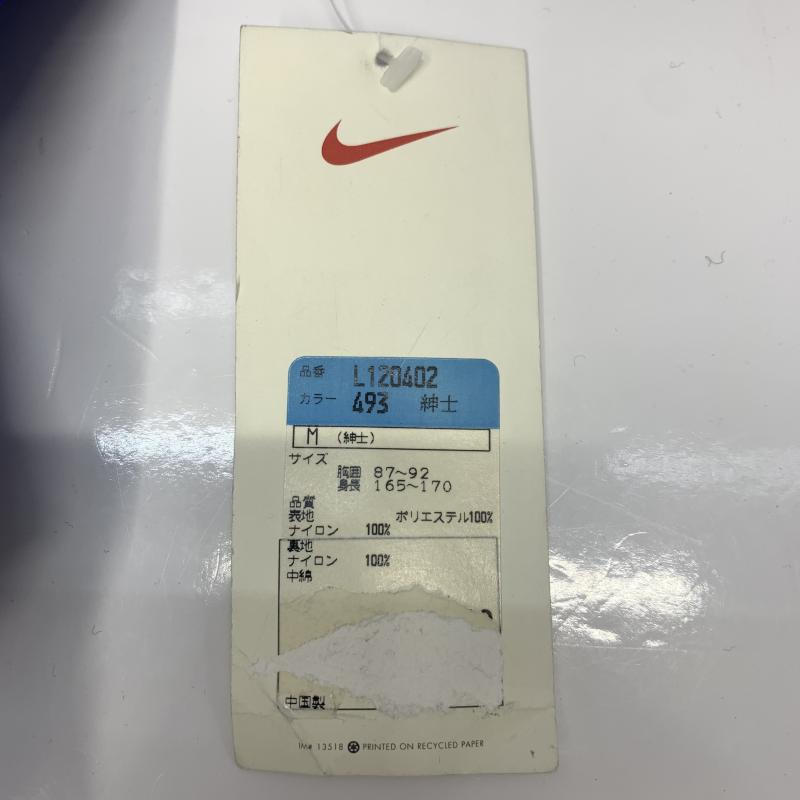 品番 L120402
カラー 493 紳士
M (紳士)
サイズ
胸囲 87~92
身長 165~170
品質
表地 ポリエステル100%
ナイロン 100%
裏地
ナイロン 100%
中綿
中国製
IM# 13518 PRINTED ON RECYCLED PAPER